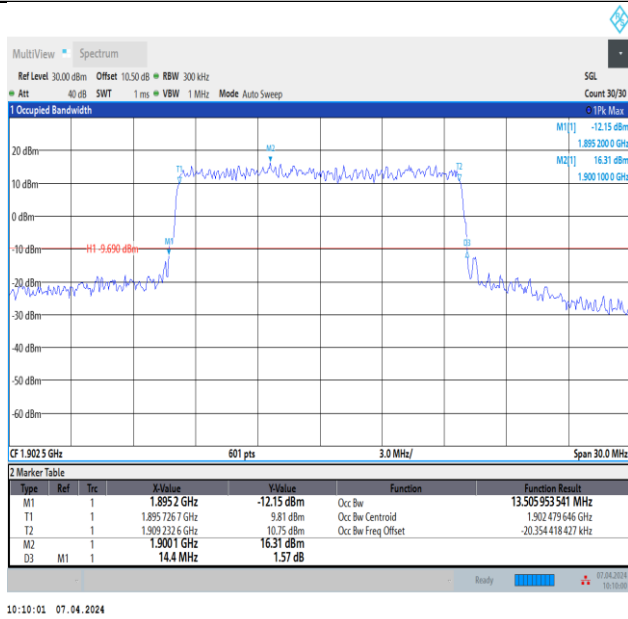 MultiView Spectrum
Ref Level 30.00 dBm Offset 10.50 dB RBW 300 kHz SGL
Att 40 dB SWT 1 ms VBW 1 MHz Mode Auto Sweep Count 30/30
1 Occupied Bandwidth 1Pk Max
M1[1] -12.15 dBm
1.895 200 0 GHz
M2[1] 16.31 dBm
1.900 100 0 GHz
M2
T1
T2
20 dBm
10 dBm
0 dBm
M1
D3
-10 dBm
H1 -9.690 dBm
-20 dBm
-30 dBm
-40 dBm
-50 dBm
-60 dBm
CF 1.902 5 GHz 601 pts 3.0 MHz/ Span 30.0 MHz
2 Marker Table
Type Ref Trc X-Value Y-Value Function Function Result
M1 1 1.895 2 GHz -12.15 dBm Occ Bw 13.505 953 541 MHz
T1 1 1.895 726 7 GHz 9.81 dBm Occ Bw Centroid 1.902 479 646 GHz
T2 1 1.909 232 6 GHz 10.75 dBm Occ Bw Freq Offset -20.354 418 427 kHz
M2 1 1.900 1 GHz 16.31 dBm
D3 M1 1 14.4 MHz 1.57 dB
Ready 07.04.2024
10:10:00
10:10:01 07.04.2024